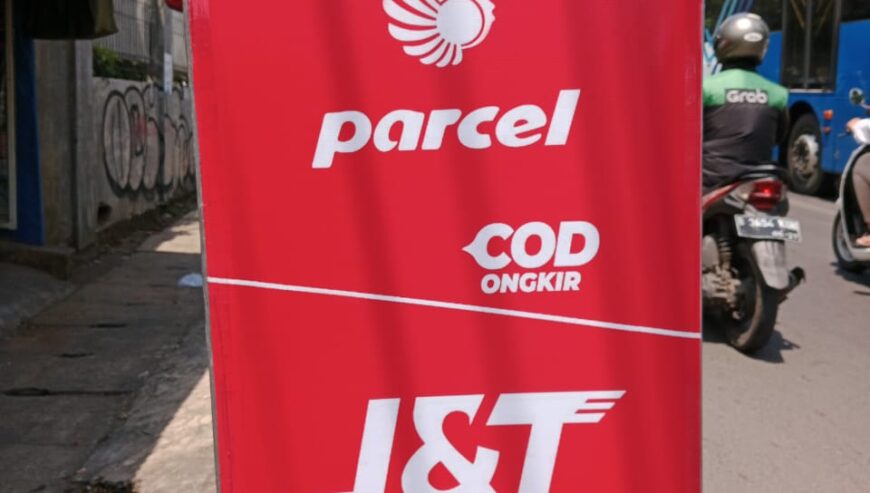 parcel
COD
ONGKIR
J&T
Grab